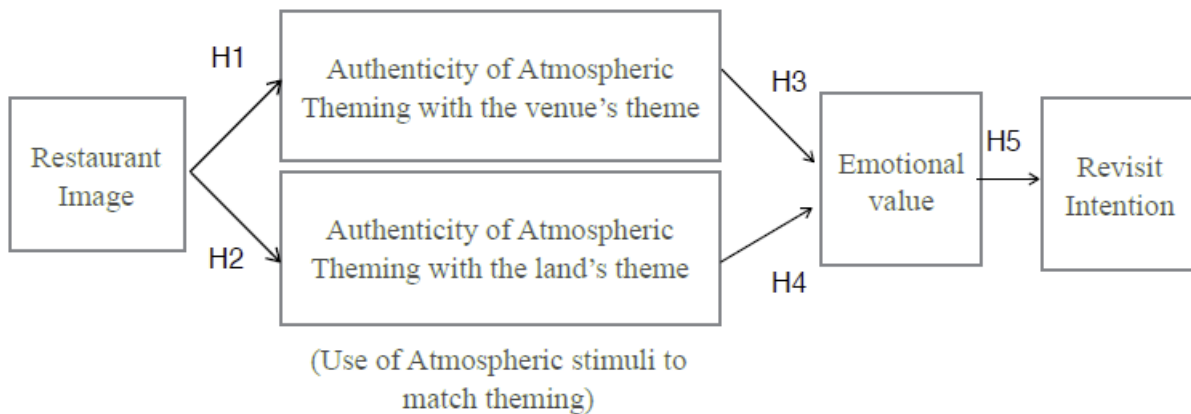 H1
Authenticity of Atmospheric
Theming with the venue's theme
H3
Restaurant
Image
Emotional
value
H5
Revisit
Intention
H2
Authenticity of Atmospheric
Theming with the land's theme
H4
(Use of Atmospheric stimuli to
match theming)